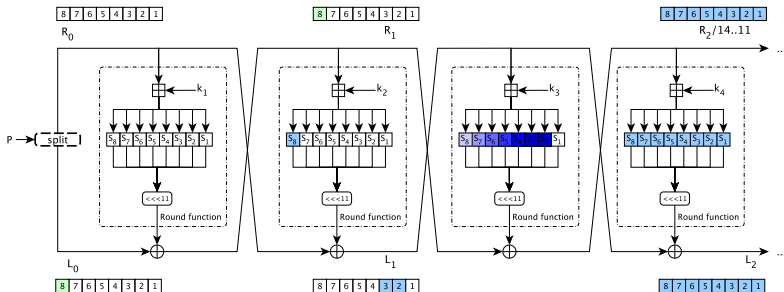 8 7 6 5 4 3 2 1 8 7 6 5 4 3 2 1 8 7 6 5 4 3 2 1
R0 R1 R2/14..11
...
k1 k2 k3 k4
P split S8 S7 S6 S5 S4 S3 S2 S1 S8 S7 S6 S5 S4 S3 S2 S1 S8 S7 S6 S5 S1 S8 S7 S6 S5 S4 S3 S2 S1
<<<11 <<<11 <<<11 <<<11
Round function Round function Round function Round function
...
L0 L1 L2
8 7 6 5 4 3 2 1 8 7 6 5 4 3 2 1 8 7 6 5 4 3 2 1